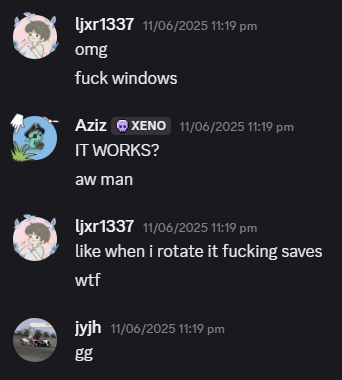 ljxr1337 11/06/2025 11:19 pm
omg
fuck windows
Aziz XENO 11/06/2025 11:19 pm
IT WORKS?
aw man
ljxr1337 11/06/2025 11:19 pm
like when i rotate it fucking saves
wtf
jyjh 11/06/2025 11:19 pm
gg